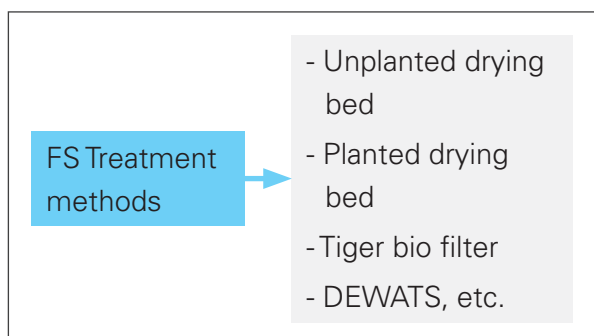 FS Treatment
methods
- Unplanted drying
bed
- Planted drying
bed
- Tiger bio filter
- DEWATS, etc.